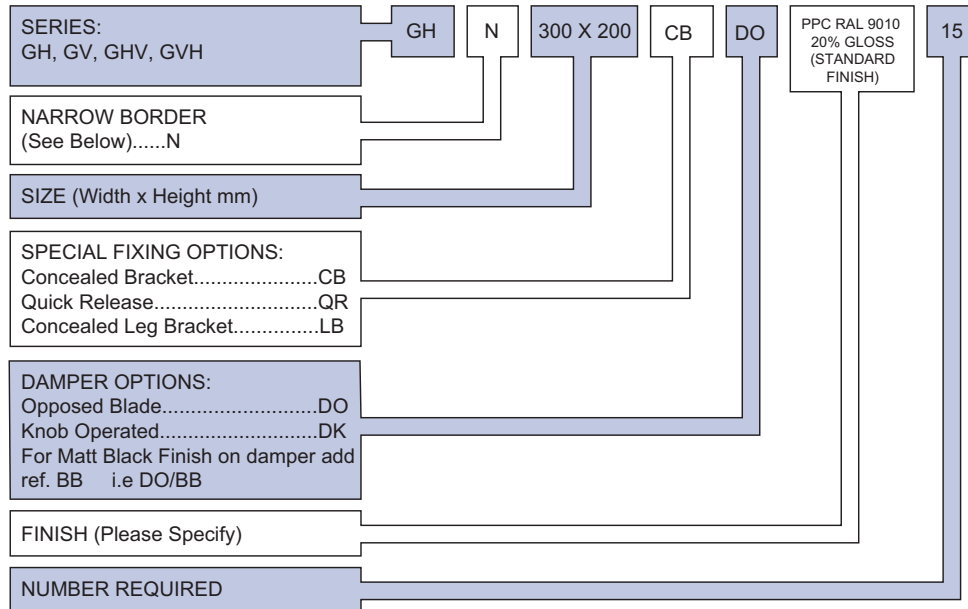 SERIES:
GH, GV, GHV, GVH
GH
N
300 X 200
CB
DO
PPC RAL 9010
20% GLOSS
(STANDARD
FINISH)
15
NARROW BORDER
(See Below)......N
SIZE (Width x Height mm)
SPECIAL FIXING OPTIONS:
Concealed Bracket......................CB
Quick Release.............................QR
Concealed Leg Bracket...............LB
DAMPER OPTIONS:
Opposed Blade...........................DO
Knob Operated............................DK
For Matt Black Finish on damper add
ref. BB i.e DO/BB
FINISH (Please Specify)
NUMBER REQUIRED